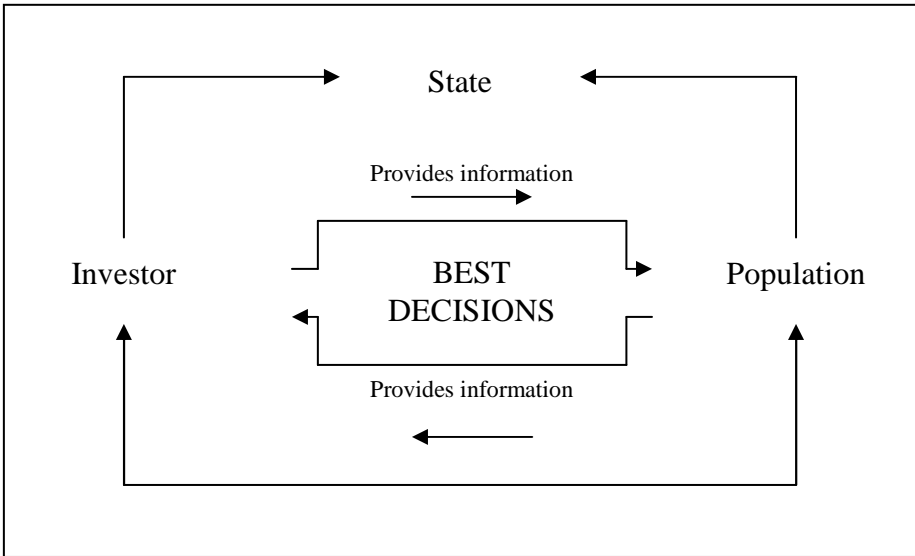 State
Provides information
Investor
BEST
DECISIONS
Population
Provides information